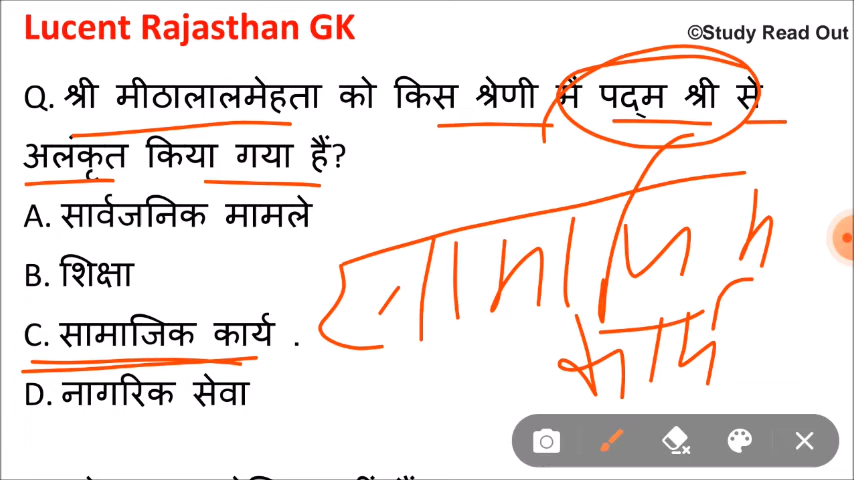 Lucent Rajasthan GK
©Study Read Out
Q. श्री मीठालालमेहता को किस श्रेणी में पद्म श्री से
अलंकृत किया गया हैं?
A. सार्वजनिक मामले
B. शिक्षा
सामाजिक
C. सामाजिक कार्य .
कार्य
D. नागरिक सेवा